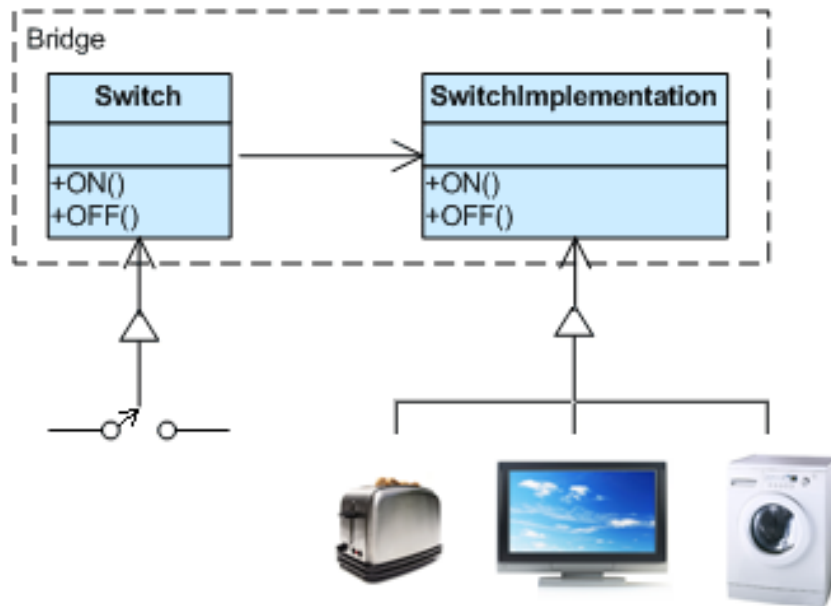 Bridge
Switch
+ON()
+OFF()
SwitchImplementation
+ON()
+OFF()